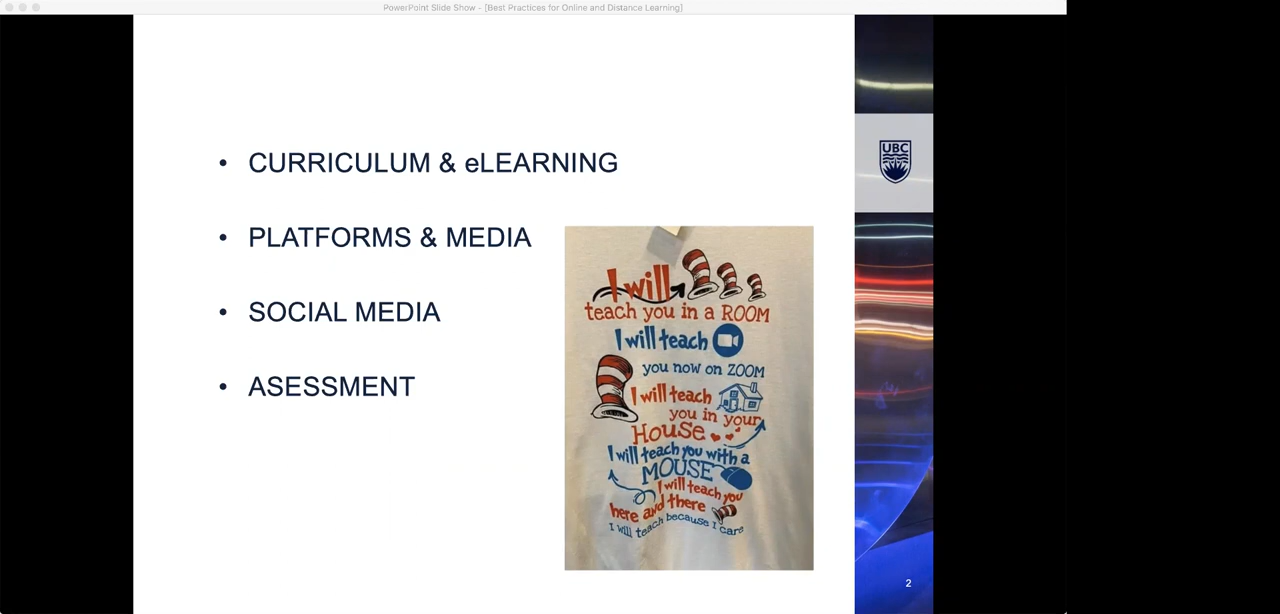 PowerPoint Slide Show - [Best Practices for Online and Distance Learning]
• CURRICULUM & eLEARNING
• PLATFORMS & MEDIA
• SOCIAL MEDIA
• ASESSMENT
I will
teach you in a ROOM
I will teach
you now on ZOOM
I will teach
you in your
House
I will teach you with a
MOUSE
I will teach you
here and there
I will teach because I care
UBC
2